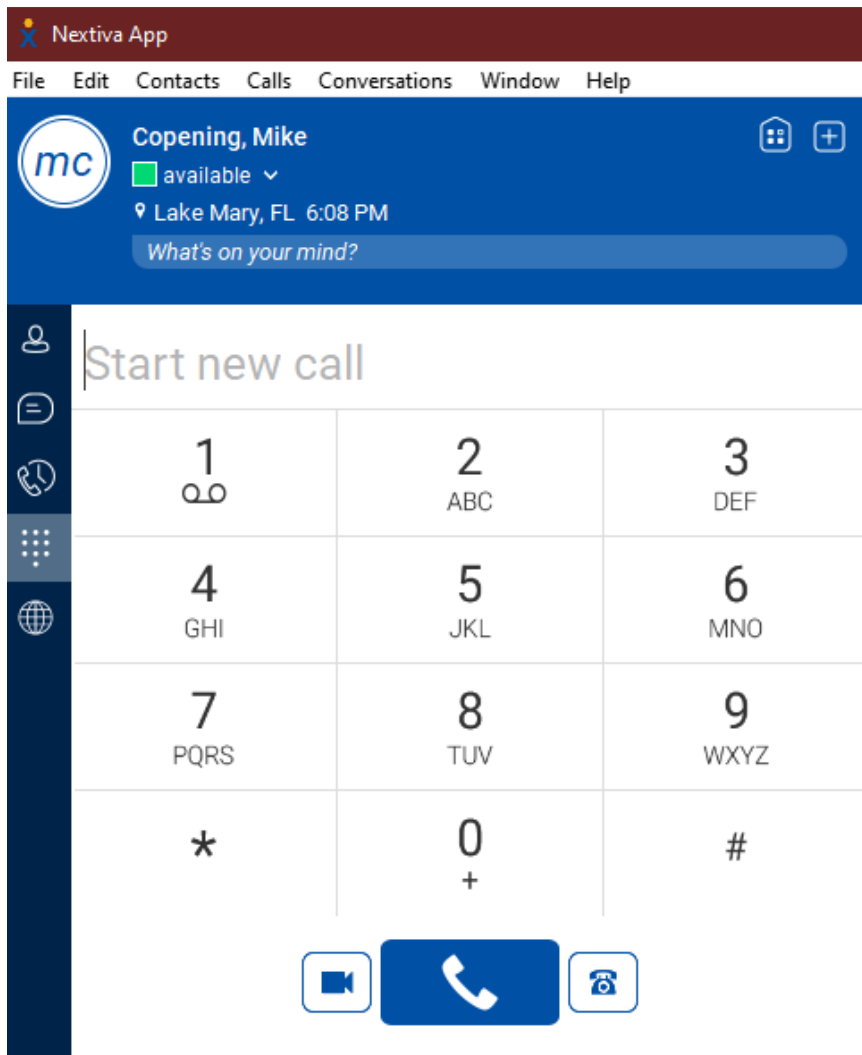 Nextiva App
File Edit Contacts Calls Conversations Window Help
mc
Copening, Mike
available
Lake Mary, FL 6:08 PM
What's on your mind?
Start new call
1 2 3
ABC DEF
4 5 6
GHI JKL MNO
7 8 9
PQRS TUV WXYZ
* 0 #
+